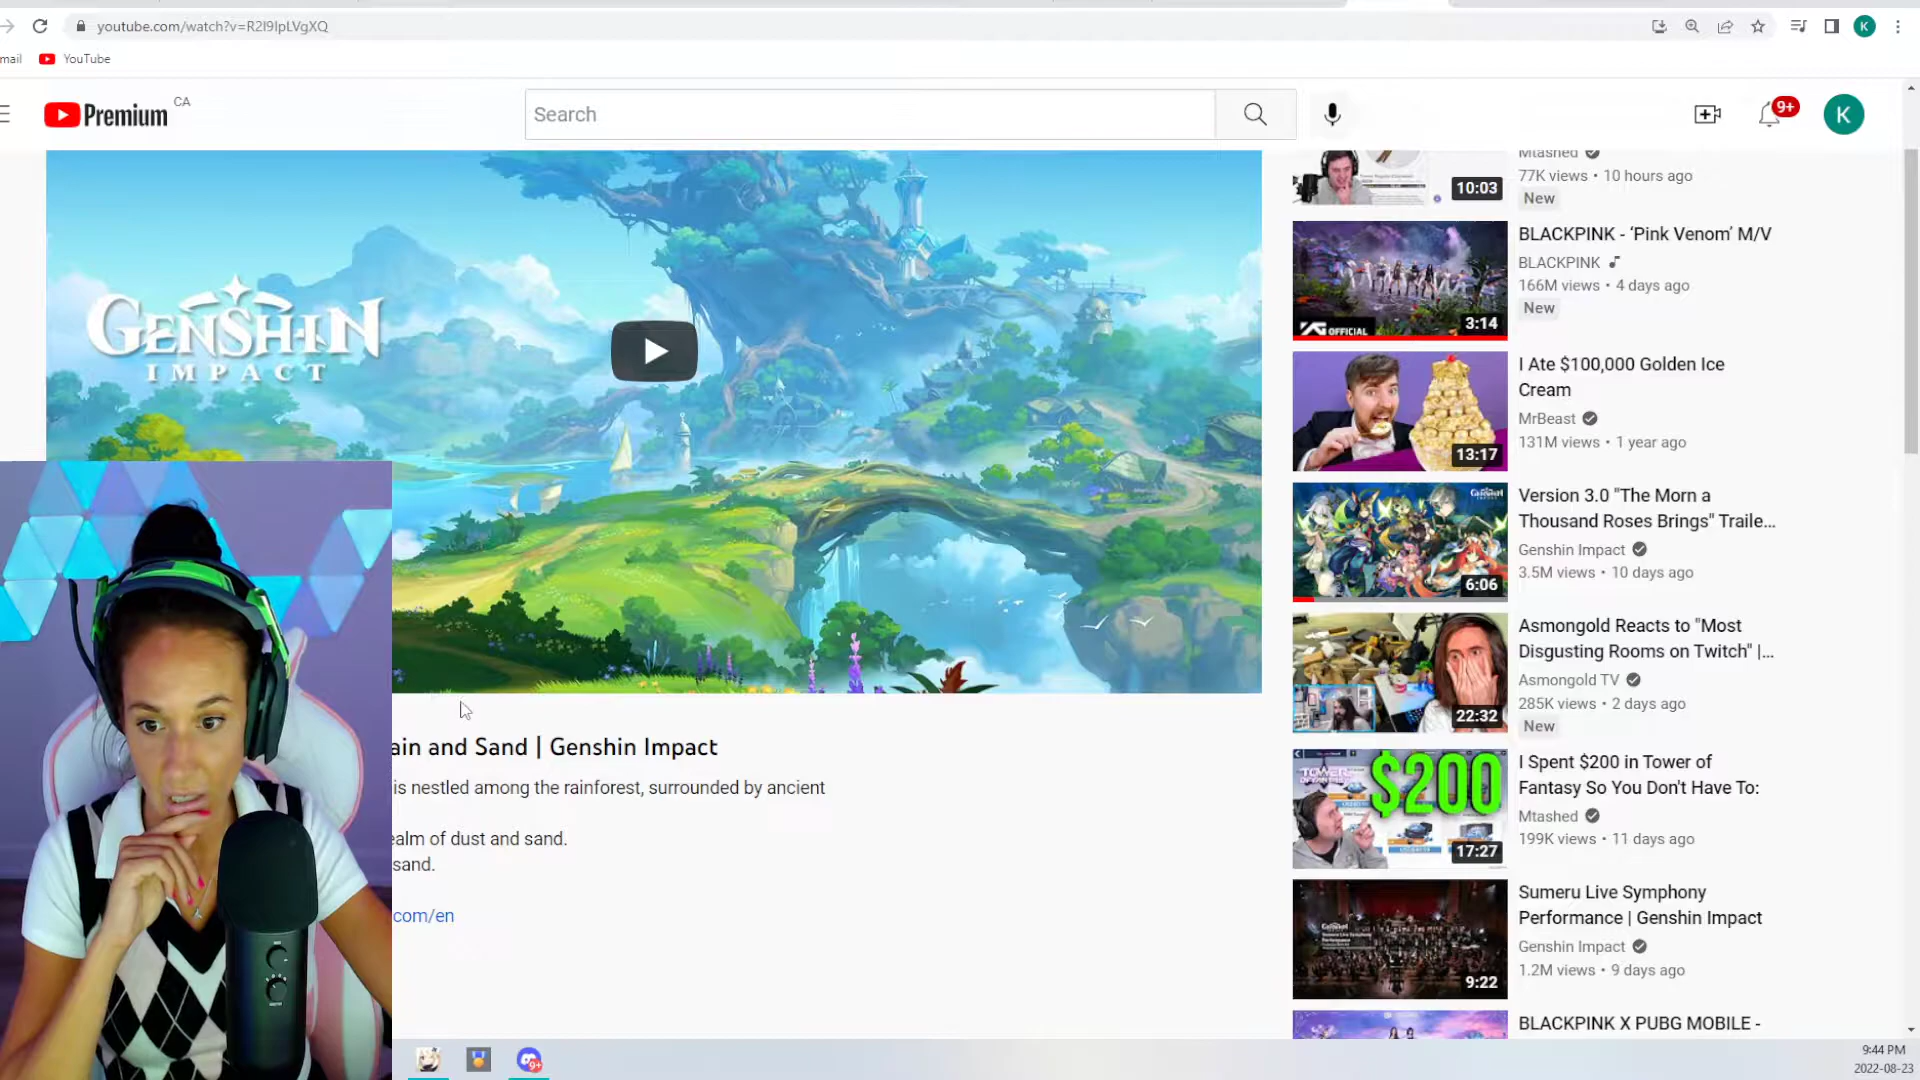 youtube.com/watch?v=R2I9IpLVgXQ
K
mail
YouTube
Premium
CA
Search
9+
K
GENSHIN
IMPACT
ain and Sand | Genshin Impact
is nestled among the rainforest, surrounded by ancient
ealm of dust and sand.
sand.
com/en
10:03
Mtashed
77K views • 10 hours ago
New
YG OFFICIAL
3:14
BLACKPINK - ‘Pink Venom’ M/V
BLACKPINK
166M views • 4 days ago
New
13:17
I Ate $100,000 Golden Ice
Cream
MrBeast
131M views • 1 year ago
GENSHIN
6:06
Version 3.0 "The Morn a
Thousand Roses Brings" Traile...
Genshin Impact
3.5M views • 10 days ago
22:32
Asmongold Reacts to "Most
Disgusting Rooms on Twitch" |...
Asmongold TV
285K views • 2 days ago
New
$200
17:27
I Spent $200 in Tower of
Fantasy So You Don't Have To:
Mtashed
199K views • 11 days ago
9:22
Sumeru Live Symphony
Performance | Genshin Impact
Genshin Impact
1.2M views • 9 days ago
BLACKPINK X PUBG MOBILE -
9+
9:44 PM
2022-08-23